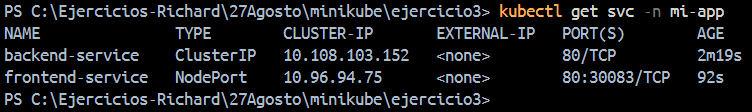 PS C:\Ejercicios-Richard\27Agosto\minikube\ejercicio3> kubectl get svc -n mi-app
NAME TYPE CLUSTER-IP EXTERNAL-IP PORT(S) AGE
backend-service ClusterIP 10.108.103.152 <none> 80/TCP 2m19s
frontend-service NodePort 10.96.94.75 <none> 80:30083/TCP 92s
PS C:\Ejercicios-Richard\27Agosto\minikube\ejercicio3>